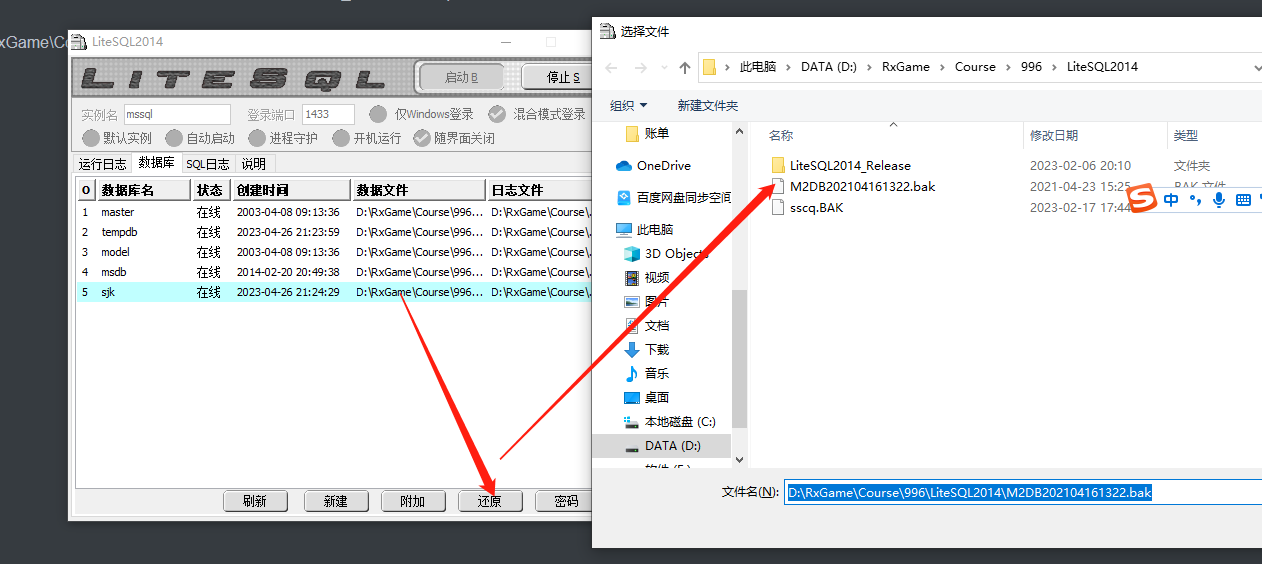 xGame\Co
LiteSQL2014
LITESQL
启动 B
停止 S
实例名 mssql 登录端口 1433 仅Windows登录 混合模式登录
默认实例 自动启动 进程守护 开机运行 随界面关闭
运行日志 数据库 SQL日志 说明
0 数据库名 状态 创建时间 数据文件 日志文件
1 master 在线 2003-04-08 09:13:36 D:\RxGame\Course\996... D:\RxGame\Course\...
2 tempdb 在线 2023-04-26 21:23:59 D:\RxGame\Course\996... D:\RxGame\Course\...
3 model 在线 2003-04-08 09:13:36 D:\RxGame\Course\996... D:\RxGame\Course\...
4 msdb 在线 2014-02-20 20:49:38 D:\RxGame\Course\996... D:\RxGame\Course\...
5 sjk 在线 2023-04-26 21:24:29 D:\RxGame\Course\996... D:\RxGame\Course\...
刷新 新建 附加 还原 密码
选择文件
此电脑 › DATA (D:) › RxGame › Course › 996 › LiteSQL2014
组织 新建文件夹
账单
OneDrive
百度网盘同步空间
此电脑
3D Objects
视频
图片
文档
下载
音乐
桌面
本地磁盘 (C:)
DATA (D:)
名称 修改日期 类型
LiteSQL2014_Release 2023-02-06 20:10 文件夹
M2DB202104161322.bak 2021-04-23 15:25 BAK 文件
sscq.BAK 2023-02-17 17:44
中
文件名(N): D:\RxGame\Course\996\LiteSQL2014\M2DB202104161322.bak